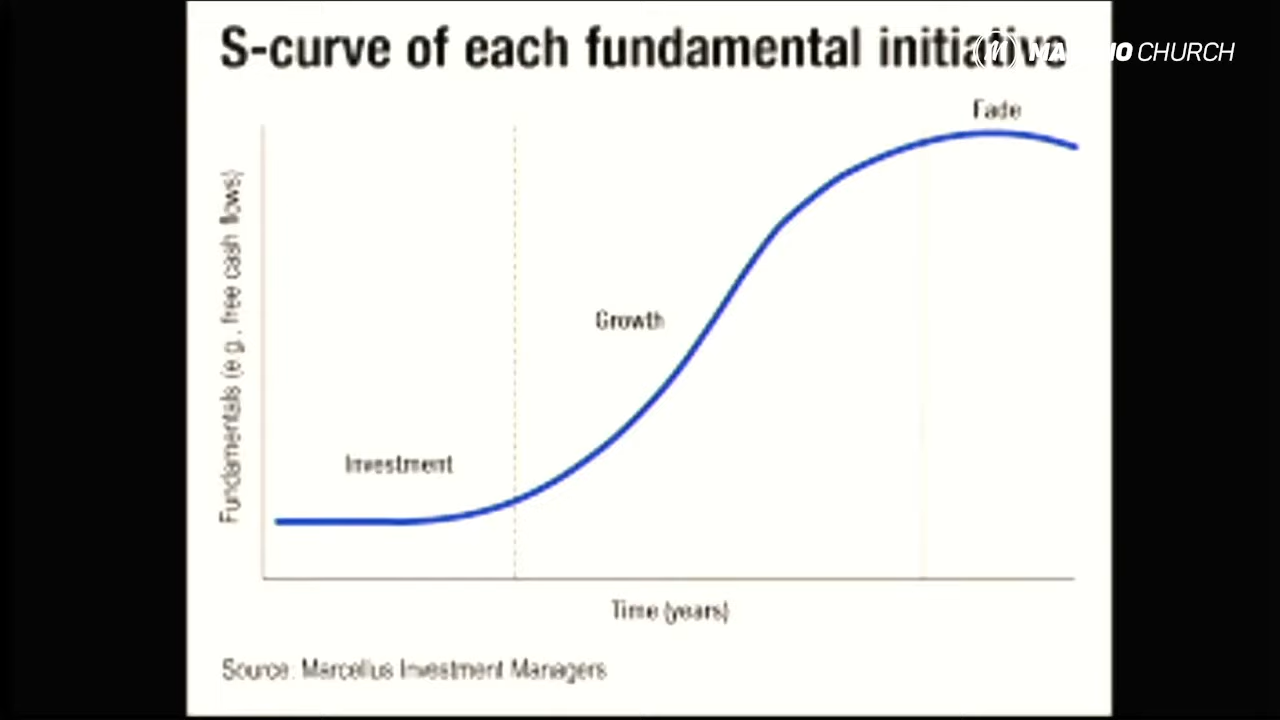 S-curve of each fundamental initiative
CHURCH
Fade
Fundamentals (e.g., free cash flows)
Growth
Investment
Time (years)
Source: Marcellus Investment Managers